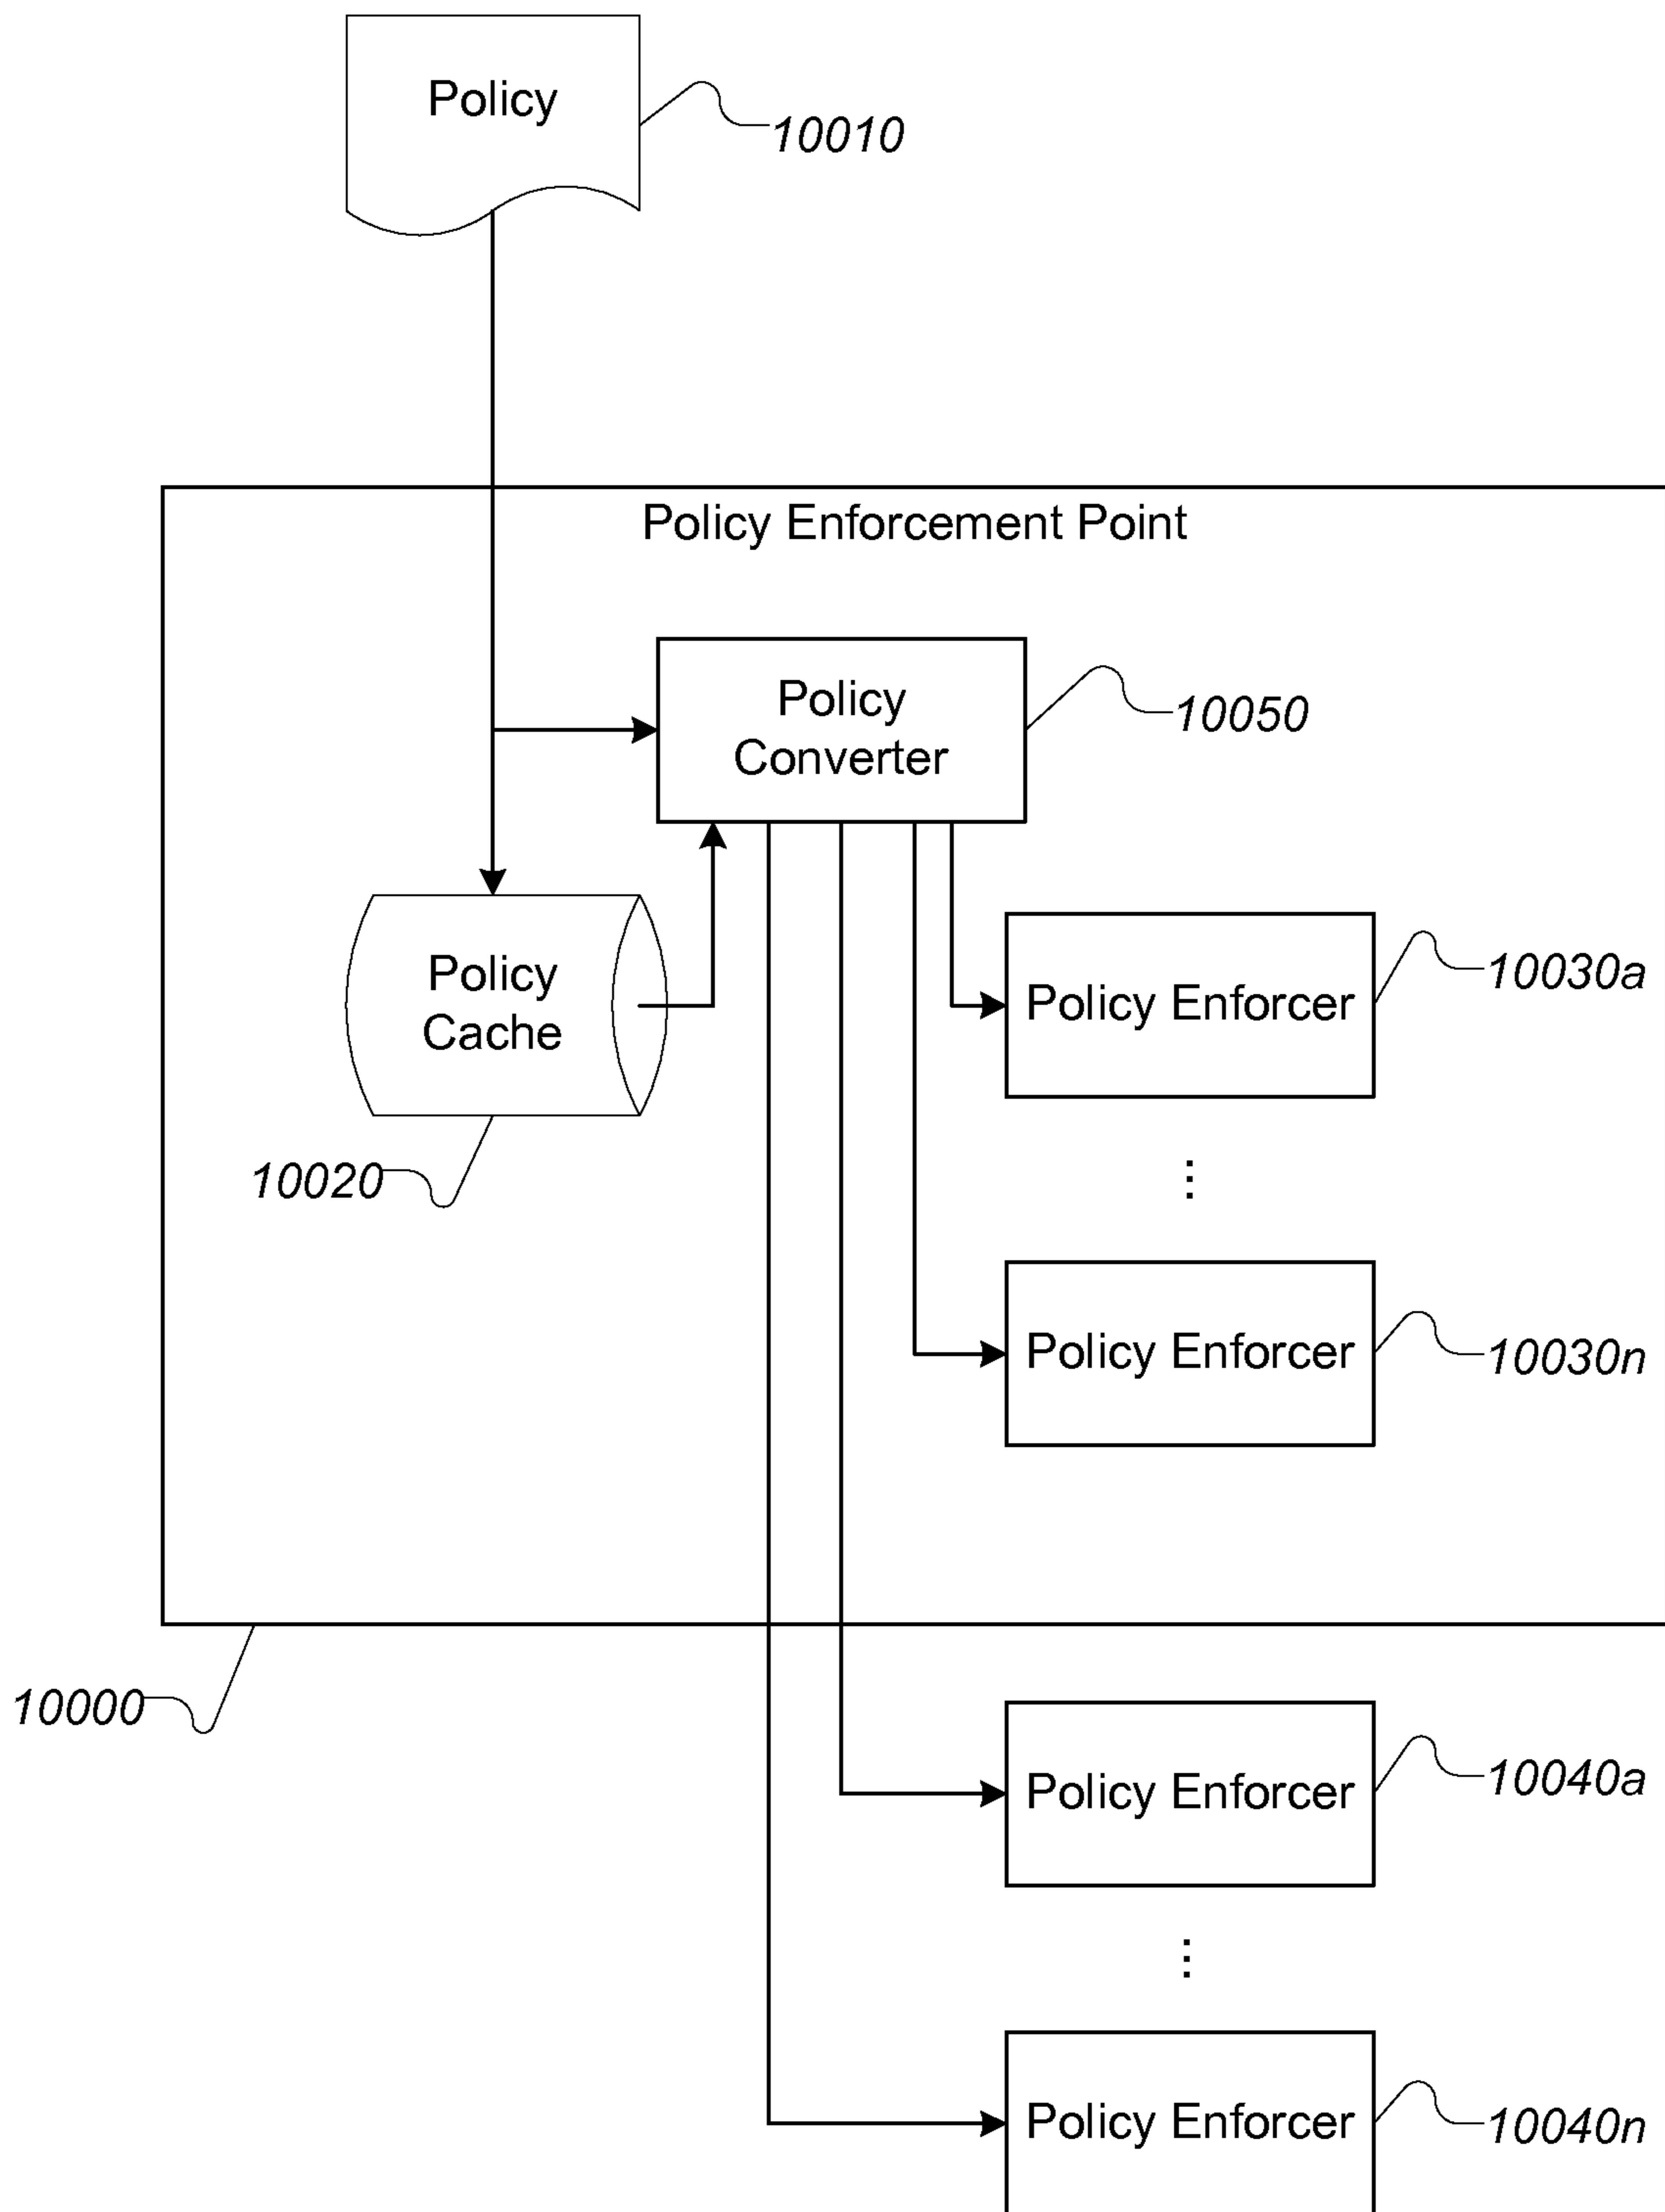 Policy
10010
Policy Enforcement Point
Policy
Converter
10050
Policy
Cache
10020
Policy Enforcer
10030a
⋮
Policy Enforcer
10030n
10000
Policy Enforcer
10040a
⋮
Policy Enforcer
10040n